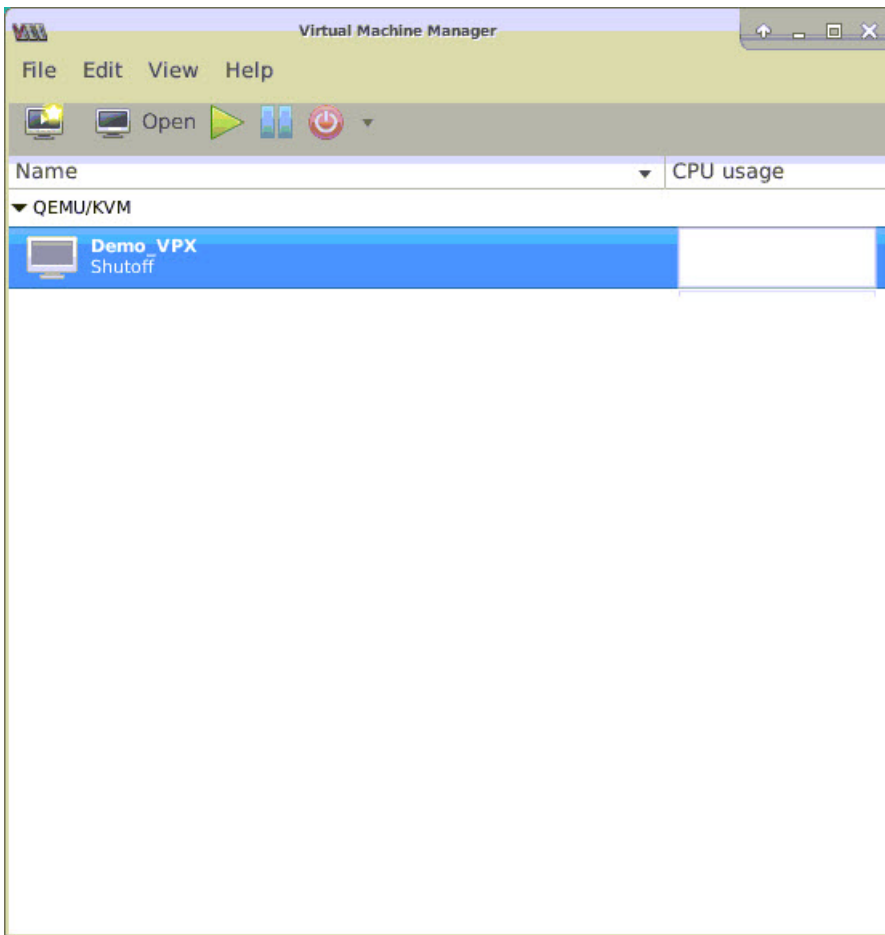 Virtual Machine Manager
File Edit View Help
Open
Name CPU usage
QEMU/KVM
Demo_VPX
Shutoff